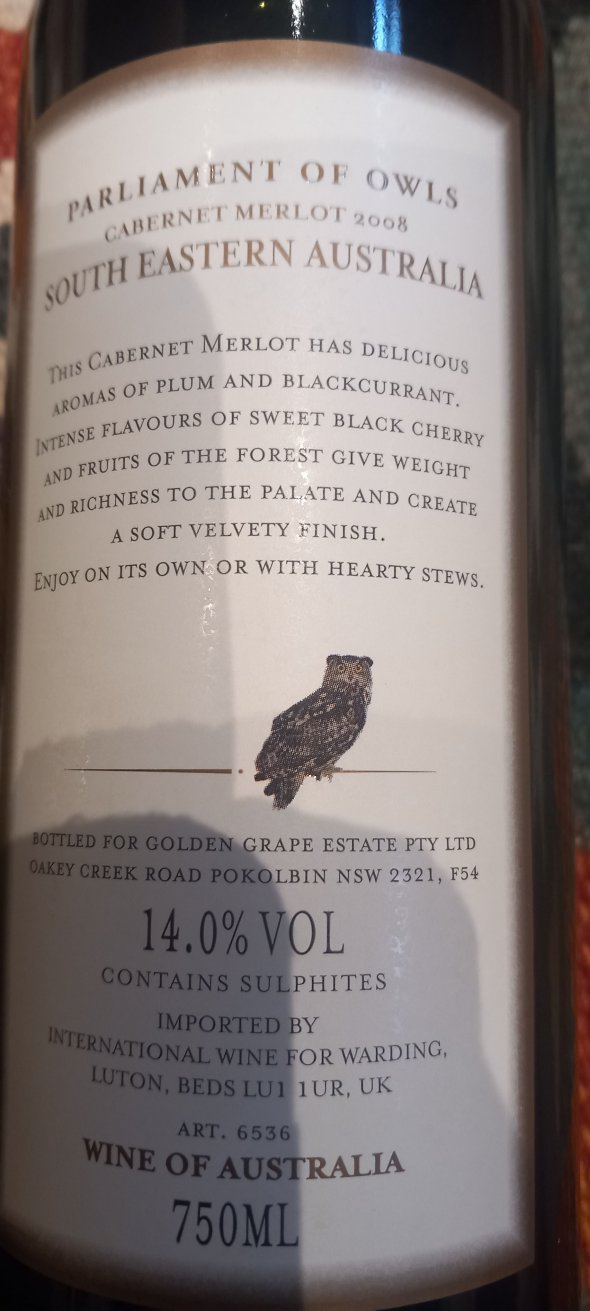 PARLIAMENT OF OWLS
CABERNET MERLOT 2008
SOUTH EASTERN AUSTRALIA
THIS CABERNET MERLOT HAS DELICIOUS
AROMAS OF PLUM AND BLACKCURRANT.
INTENSE FLAVOURS OF SWEET BLACK CHERRY
AND FRUITS OF THE FOREST GIVE WEIGHT
AND RICHNESS TO THE PALATE AND CREATE
A SOFT VELVETY FINISH.
ENJOY ON ITS OWN OR WITH HEARTY STEWS.
BOTTLED FOR GOLDEN GRAPE ESTATE PTY LTD
OAKEY CREEK ROAD POKOLBIN NSW 2321, F54
14.0% VOL
CONTAINS SULPHITES
IMPORTED BY
INTERNATIONAL WINE FOR WARDING,
LUTON, BEDS LU1 1UR, UK
ART. 6536
WINE OF AUSTRALIA
750ML